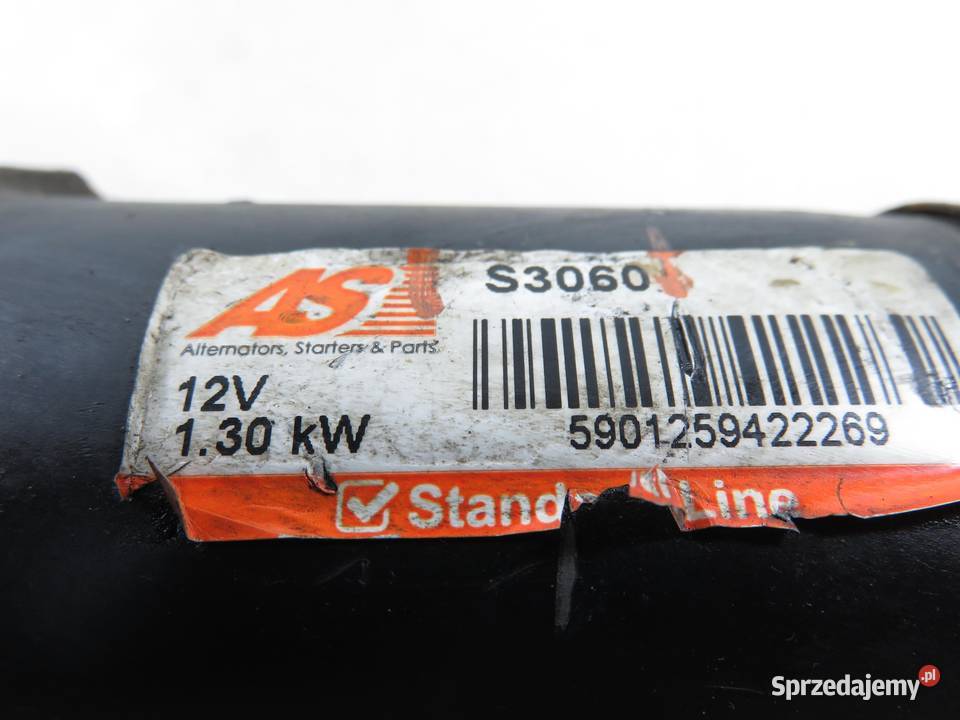 AS
S3060
Alternators, Starters & Parts
12V
1.30 kW
5901259422269
Stand Line
Sprzedajemy.pl